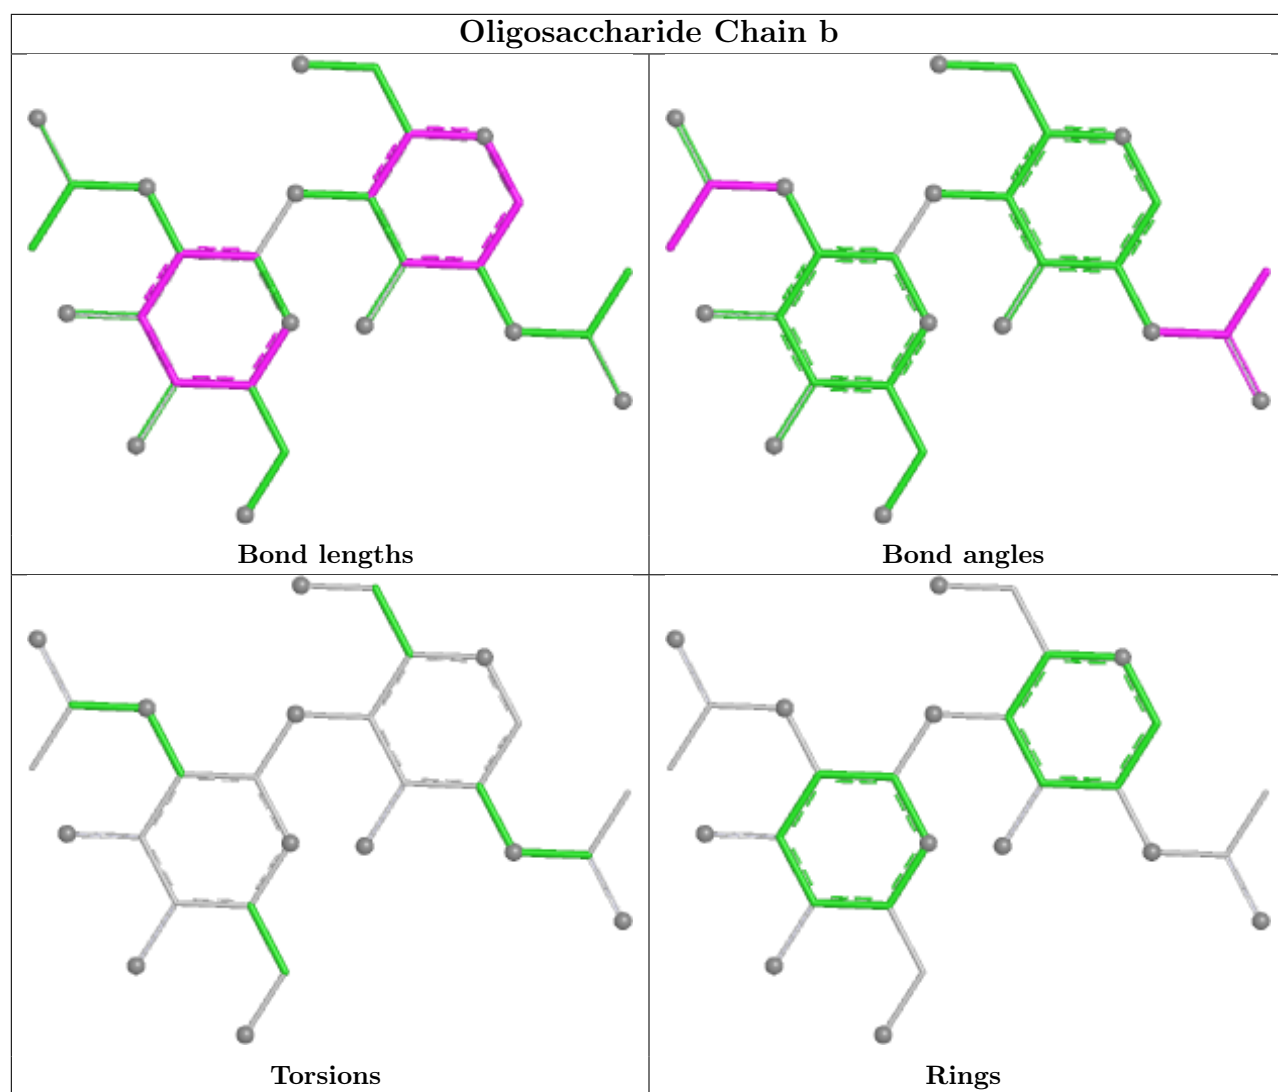 Oligosaccharide Chain b
Bond lengths
Bond angles
Torsions
Rings